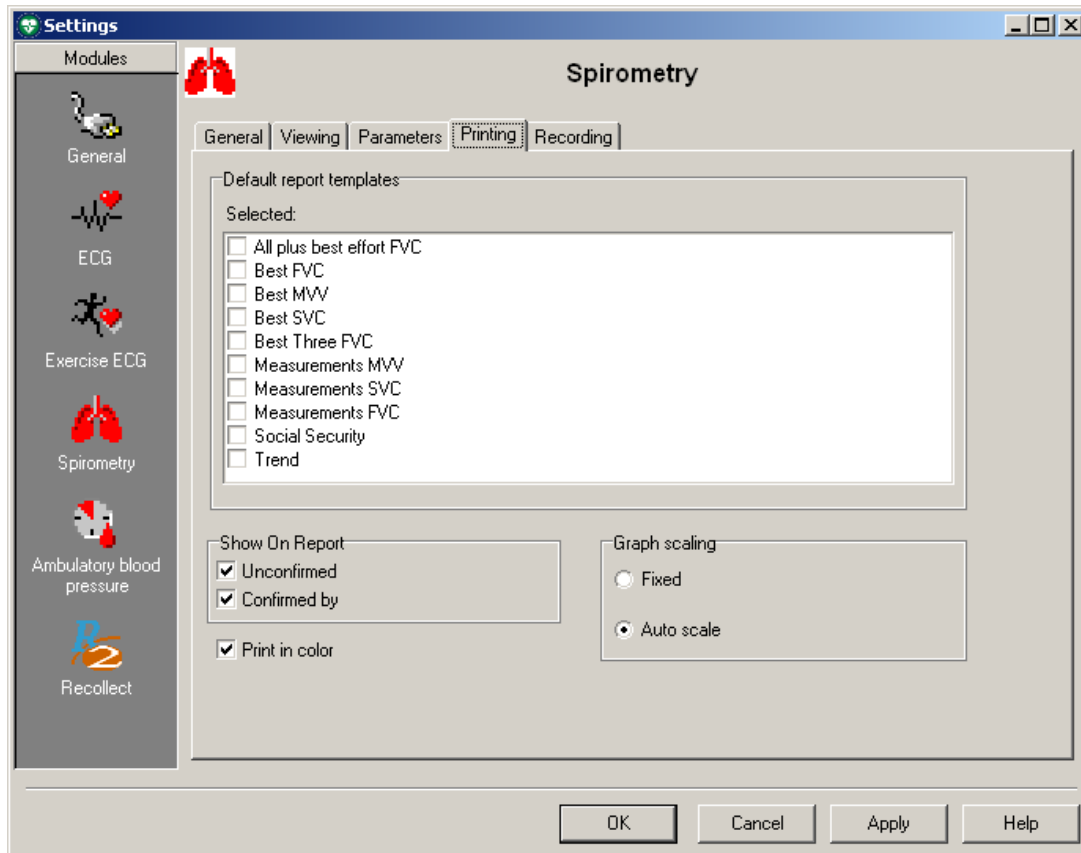 Settings
Modules
General
ECG
Exercise ECG
Spirometry
Ambulatory blood
pressure
R2
Recollect
Spirometry
General Viewing Parameters Printing Recording
Default report templates
Selected:
All plus best effort FVC
Best FVC
Best MVV
Best SVC
Best Three FVC
Measurements MVV
Measurements SVC
Measurements FVC
Social Security
Trend
Show On Report
Unconfirmed
Confirmed by
Print in color
Graph scaling
Fixed
Auto scale
OK Cancel Apply Help